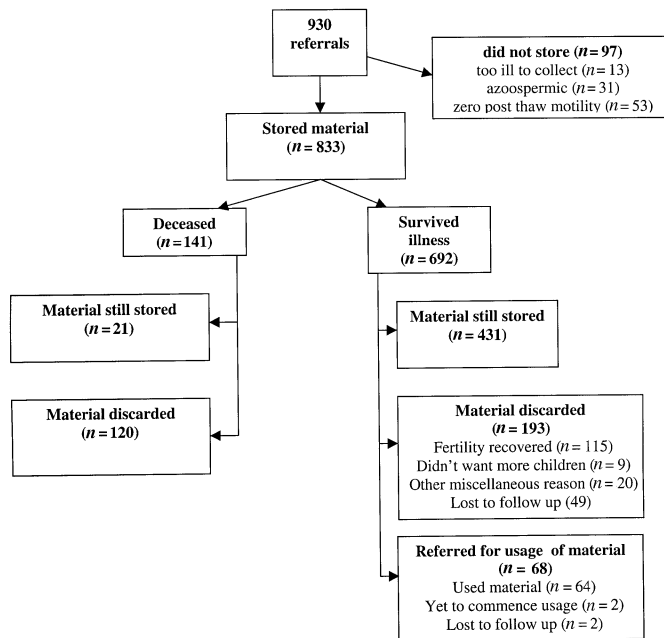 930
referrals
did not store (n = 97)
too ill to collect (n = 13)
azoospermic (n = 31)
zero post thaw motility (n = 53)
Stored material
(n = 833)
Deceased
(n = 141)
Survived
illness
(n = 692)
Material still stored
(n = 21)
Material still stored
(n = 431)
Material discarded
(n = 120)
Material discarded
(n = 193)
Fertility recovered (n = 115)
Didn't want more children (n = 9)
Other miscellaneous reason (n = 20)
Lost to follow up (49)
Referred for usage of material
(n = 68)
Used material (n = 64)
Yet to commence usage (n = 2)
Lost to follow up (n = 2)